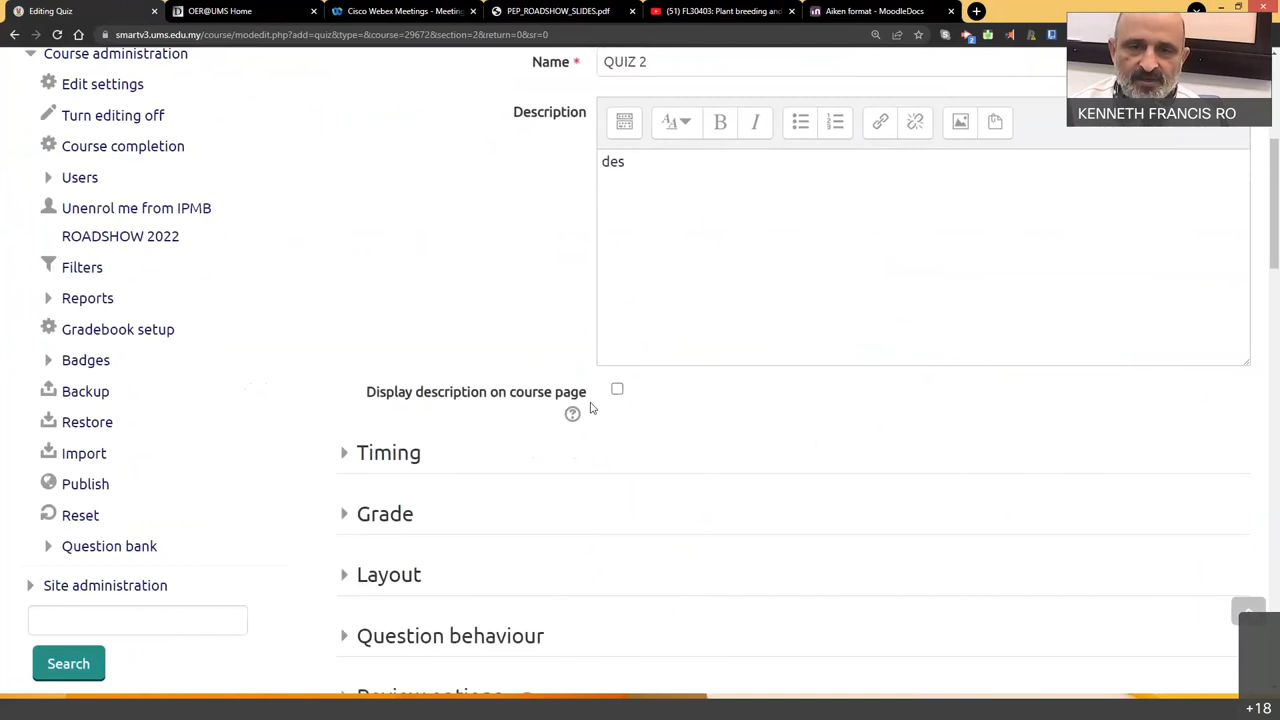 Editing Quiz
OER@UMS Home
Cisco Webex Meetings - Meeting
PEP_ROADSHOW_SLIDES.pdf
(51) FL30403: Plant breeding and
Aiken format - MoodleDocs
smartv3.ums.edu.my/course/modedit.php?add=quiz&type=&course=29672&section=2&return=0&sr=0
KENNETH FRANCIS RO
Course administration
Edit settings
Turn editing off
Course completion
Users
Unenrol me from IPMB
ROADSHOW 2022
Filters
Reports
Gradebook setup
Badges
Backup
Restore
Import
Publish
Reset
Question bank
Site administration
Search
Name *
QUIZ 2
Description
des
Display description on course page
Timing
Grade
Layout
Question behaviour
+18